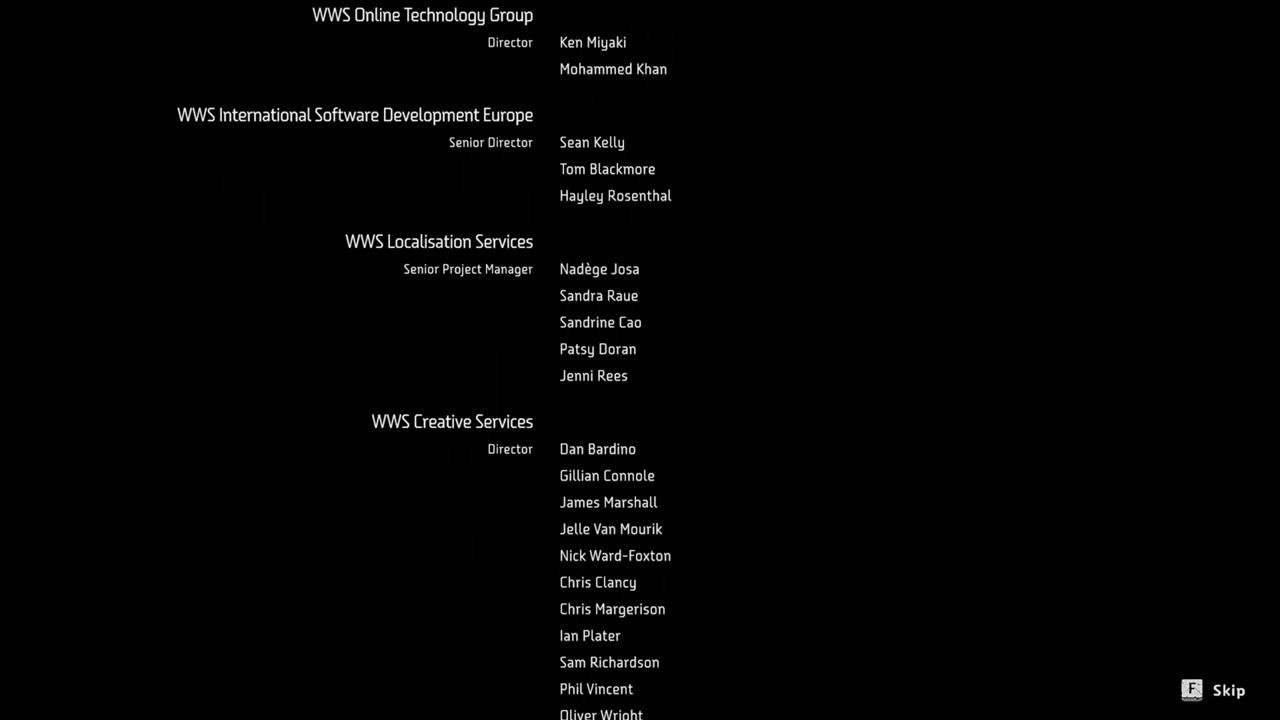 WWS Online Technology Group
Director Ken Miyaki
Mohammed Khan
WWS International Software Development Europe
Senior Director Sean Kelly
Tom Blackmore
Hayley Rosenthal
WWS Localisation Services
Senior Project Manager Nadège Josa
Sandra Raue
Sandrine Cao
Patsy Doran
Jenni Rees
WWS Creative Services
Director Dan Bardino
Gillian Connole
James Marshall
Jelle Van Mourik
Nick Ward-Foxton
Chris Clancy
Chris Margerison
Ian Plater
Sam Richardson
Phil Vincent
Oliver Wright
F Skip